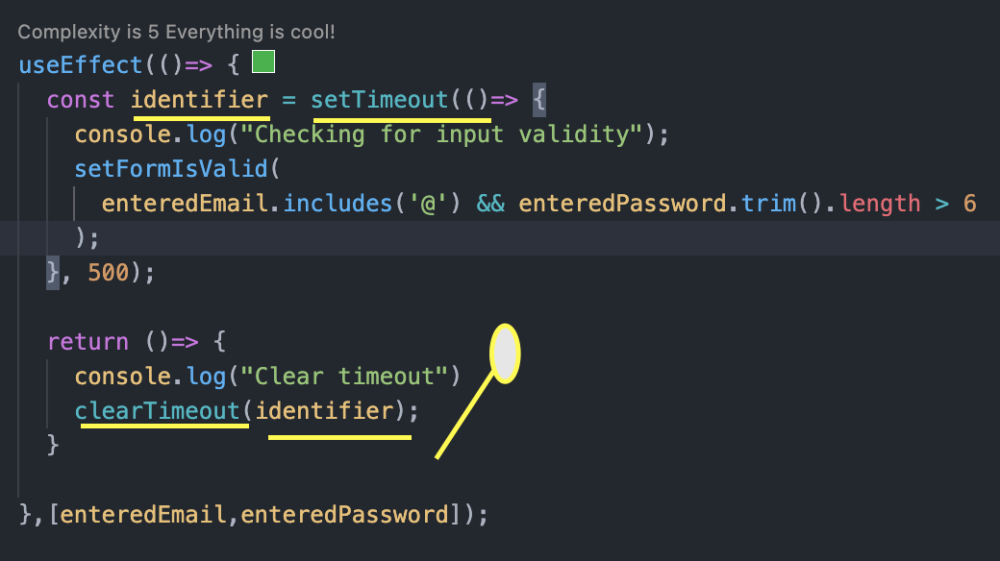 Complexity is 5 Everything is cool!
useEffect(()=> {
const identifier = setTimeout(()=> {
console.log("Checking for input validity");
setFormIsValid(
enteredEmail.includes('@') && enteredPassword.trim().length > 6
);
}, 500);
return ()=> {
console.log("Clear timeout")
clearTimeout(identifier);
}
},[enteredEmail,enteredPassword]);